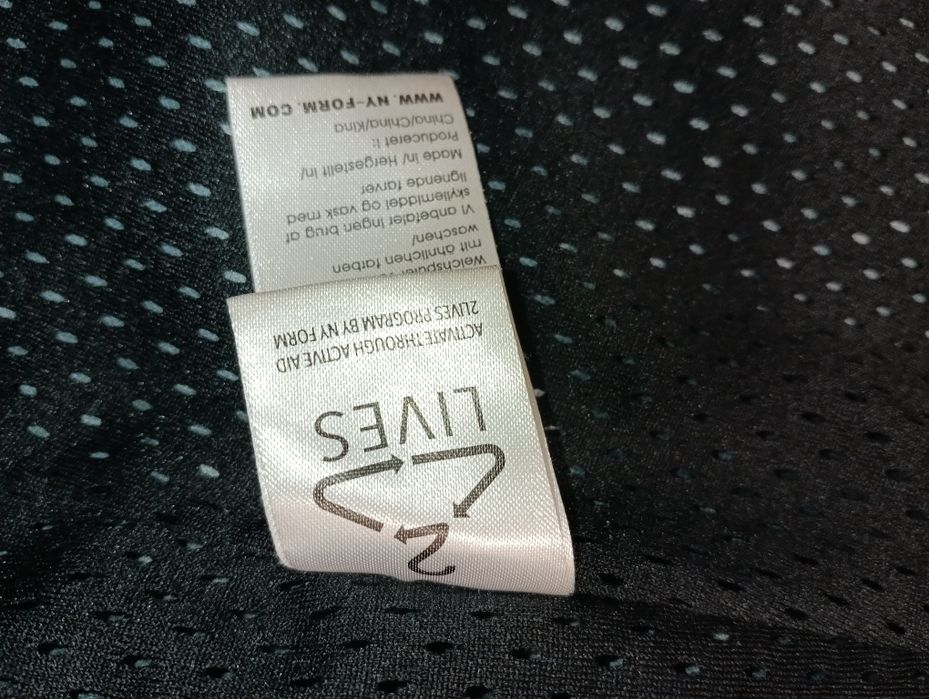 2
LIVES
ACTIVATE THROUGH ACTIVE AID
2LIVES PROGRAM BY NY FORM
Weichspüler
mit ähnlichen farben
waschen/
Vi anbefaler ingen brug af
skyllemiddel og vask med
lignende farver
Made in/ Hergestellt in/
Produceret i:
China/China/Kina
WWW.NY-FORM.COM